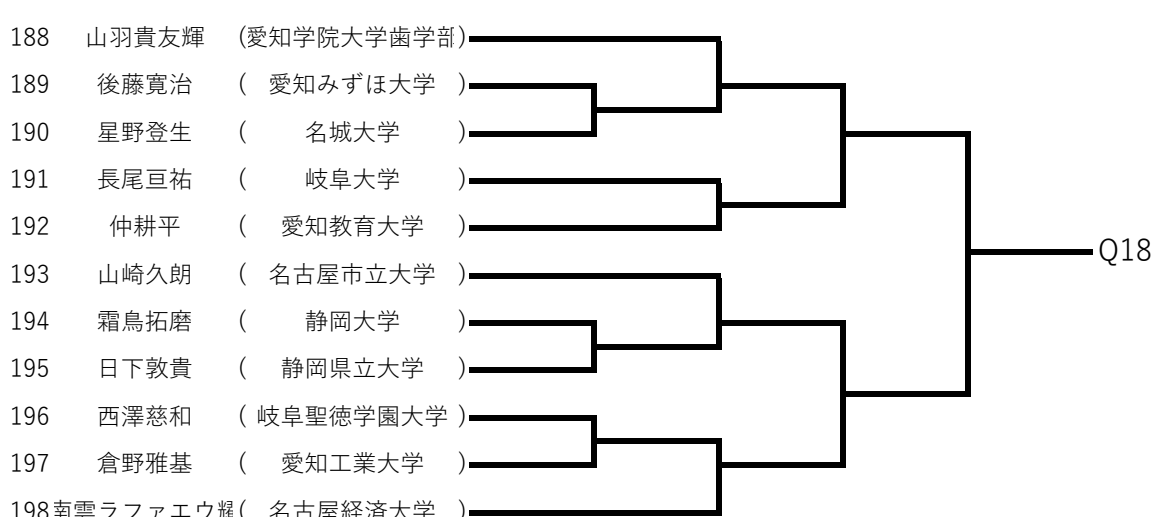 188 山羽貴友輝 (愛知学院大学歯学部)
189 後藤寛治 ( 愛知みずほ大学 )
190 星野登生 ( 名城大学 )
191 長尾亘祐 ( 岐阜大学 )
192 仲耕平 ( 愛知教育大学 )
193 山崎久朗 ( 名古屋市立大学 )
Q18
194 霜鳥拓磨 ( 静岡大学 )
195 日下敦貴 ( 静岡県立大学 )
196 西澤慈和 ( 岐阜聖徳学園大学 )
197 倉野雅基 ( 愛知工業大学 )
198 南雲ラファエウ ( 名古屋経済大学 )